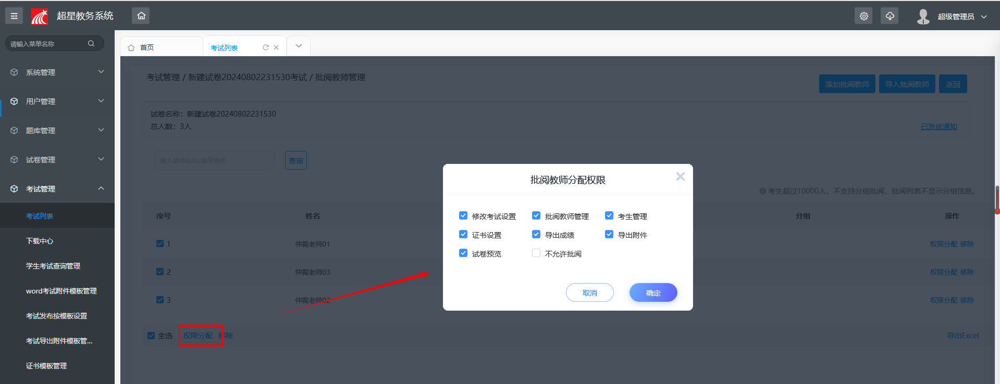 超星教务系统
超级管理员
请输入菜单名称
系统管理
用户管理
题库管理
试卷管理
考试管理
考试列表
下载中心
学生考试查询管理
word考试附件模板管理
考试发布按模板设置
考试导出附件模板管...
证书模板管理
首页
考试列表
考试管理 / 新建试卷20240802231530考试 / 批阅教师管理
添加批阅教师 导入批阅教师 返回
试卷名称：新建试卷20240802231530
总人数：3人
已发放通知
输入教师名称/编号查找 查询
考生超过10000人，不支持分组批阅，批阅列表不显示分组信息。
序号 姓名 分组 操作
1 仲裁老师01 权限分配 移除
2 仲裁老师03 权限分配 移除
3 仲裁老师02 权限分配 移除
全选 权限分配 移除 导出Excel
批阅教师分配权限
修改考试设置 批阅教师管理 考生管理
证书设置 导出成绩 导出附件
试卷预览 不允许批阅
取消 确定